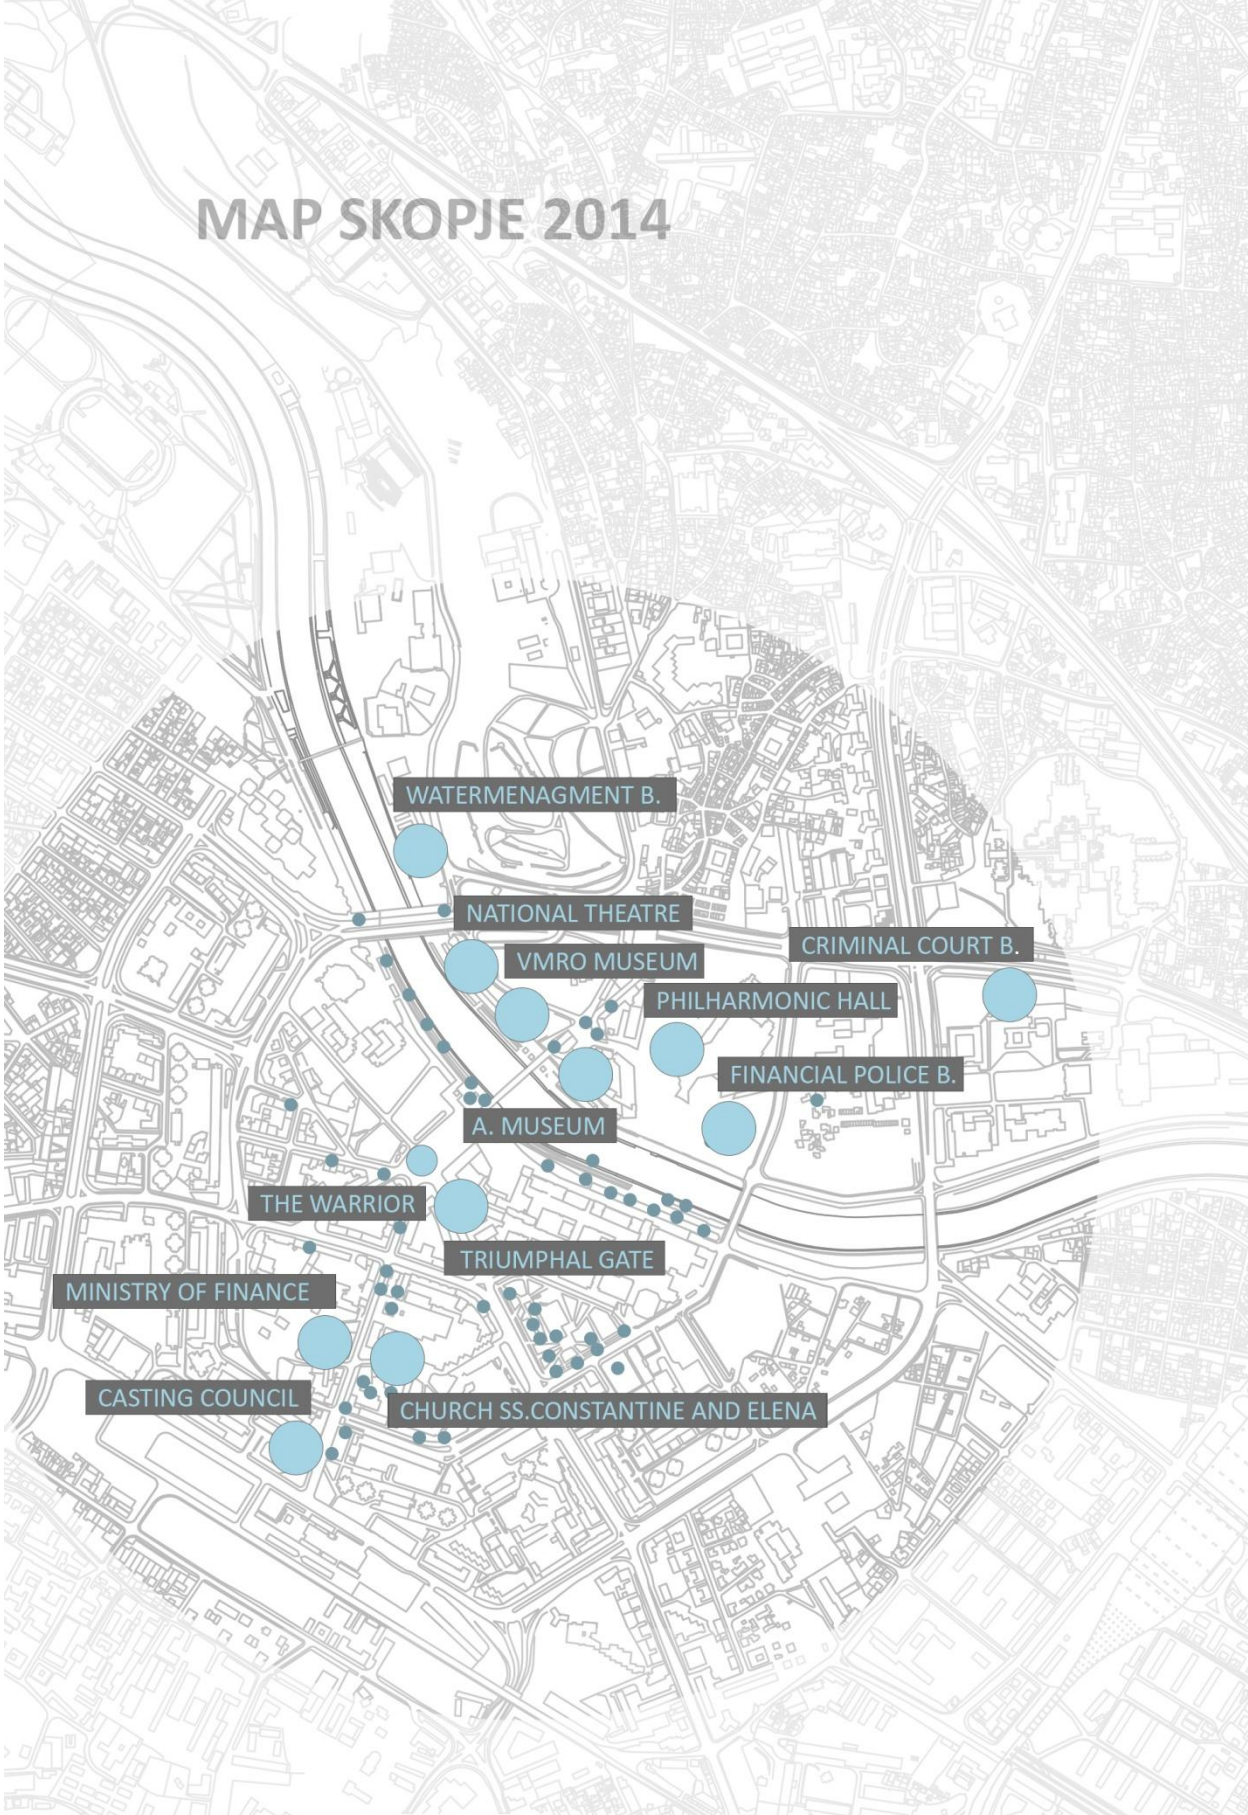 MAP SKOPJE 2014
WATERMENAGMENT B.
NATIONAL THEATRE
CRIMINAL COURT B.
VMRO MUSEUM
PHILHARMONIC HALL
FINANCIAL POLICE B.
A. MUSEUM
THE WARRIOR
TRIUMPHAL GATE
MINISTRY OF FINANCE
CASTING COUNCIL
CHURCH SS.CONSTANTINE AND ELENA